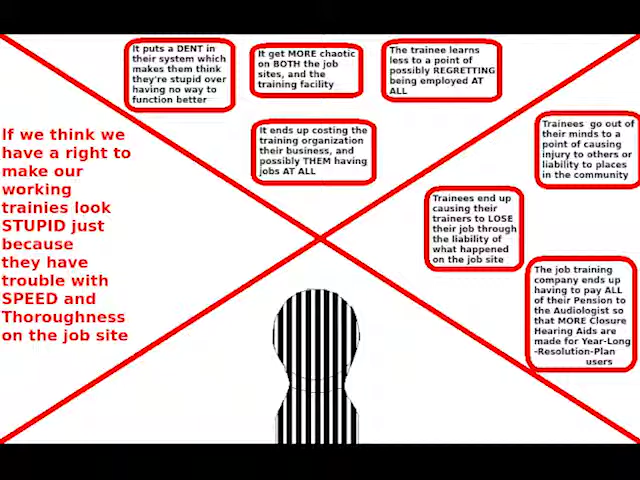 If we think we
have a right to
make our
working
trainies look
STUPID just
because
they have
trouble with
SPEED and
Thoroughness
on the job site
It puts a DENT in
their system which
makes them think
they're stupid over
having no way to
function better
It get MORE chaotic
on BOTH the job
sites, and the
training facility
The trainee learns
less to a point of
possibly REGRETTING
being employed AT
ALL
It ends up costing the
training organization
their business, and
possibly THEM having
jobs AT ALL
Trainees go out of
their minds to a
point of causing
injury to others or
liability to places
in the community
Trainees end up
causing their
trainers to LOSE
their job through
the liability of
what happened
on the job site
The job training
company ends up
having to pay ALL
of their Pension to
the Audiologist so
that MORE Closure
Hearing Aids are
made for Year-Long
-Resolution-Plan
users